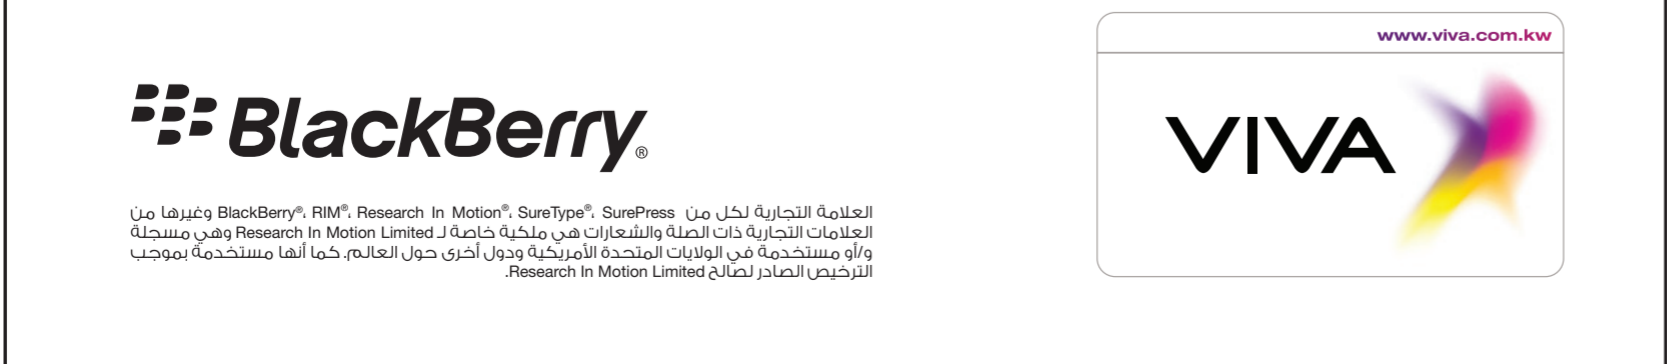 www.viva.com.kw
VIVA
BlackBerry®
العلامة التجارية لكل من BlackBerry®، RIM®، Research In Motion®، SureType®، SurePress وغيرها من
العلامات التجارية ذات الصلة والشعارات هي ملكية خاصة لـ Research In Motion Limited وهي مسجلة
و/أو مستخدمة في الولايات المتحدة الأمريكية ودول أخرى حول العالم. كما أنها مستخدمة بموجب
الترخيص الصادر لصالح Research In Motion Limited.